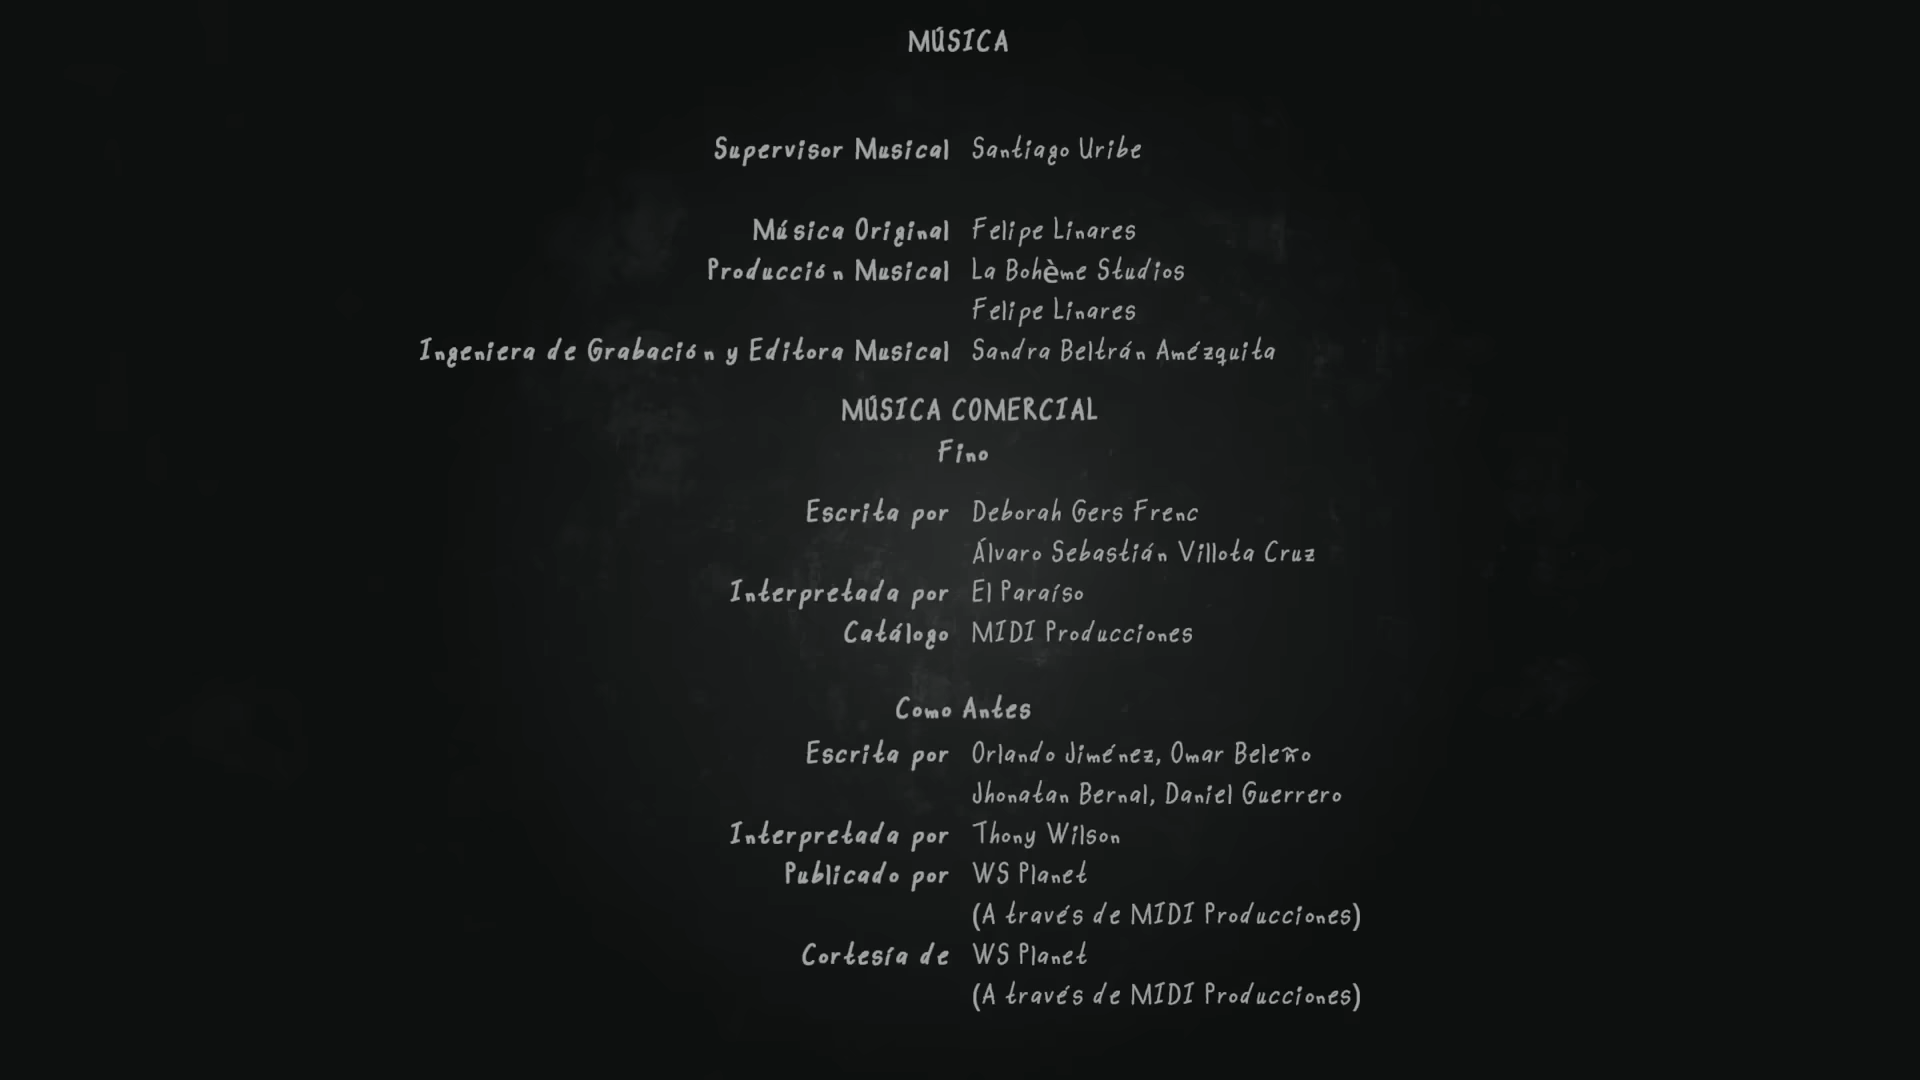 MÚSICA
Supervisor Musical Santiago Uribe
Música Original Felipe Linares
Producción Musical La Bohème Studios
Felipe Linares
Ingeniera de Grabación y Editora Musical Sandra Beltrán Amézquita
MÚSICA COMERCIAL
Fino
Escrita por Deborah Gers Frenc
Álvaro Sebastián Villota Cruz
Interpretada por El Paraíso
Catálogo MIDI Producciones
Como Antes
Escrita por Orlando Jiménez, Omar Beleño
Jhonatan Bernal, Daniel Guerrero
Interpretada por Thony Wilson
Publicado por WS Planet
(A través de MIDI Producciones)
Cortesía de WS Planet
(A través de MIDI Producciones)